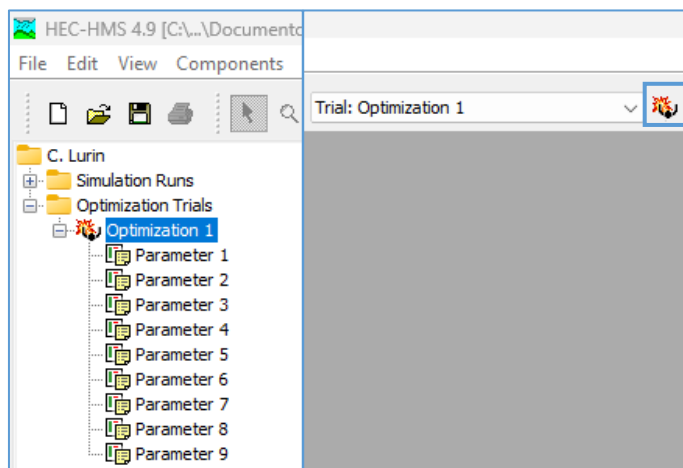 HEC-HMS 4.9 [C:\...\Documento
File Edit View Components
Trial: Optimization 1
C. Lurin
Simulation Runs
Optimization Trials
Optimization 1
Parameter 1
Parameter 2
Parameter 3
Parameter 4
Parameter 5
Parameter 6
Parameter 7
Parameter 8
Parameter 9